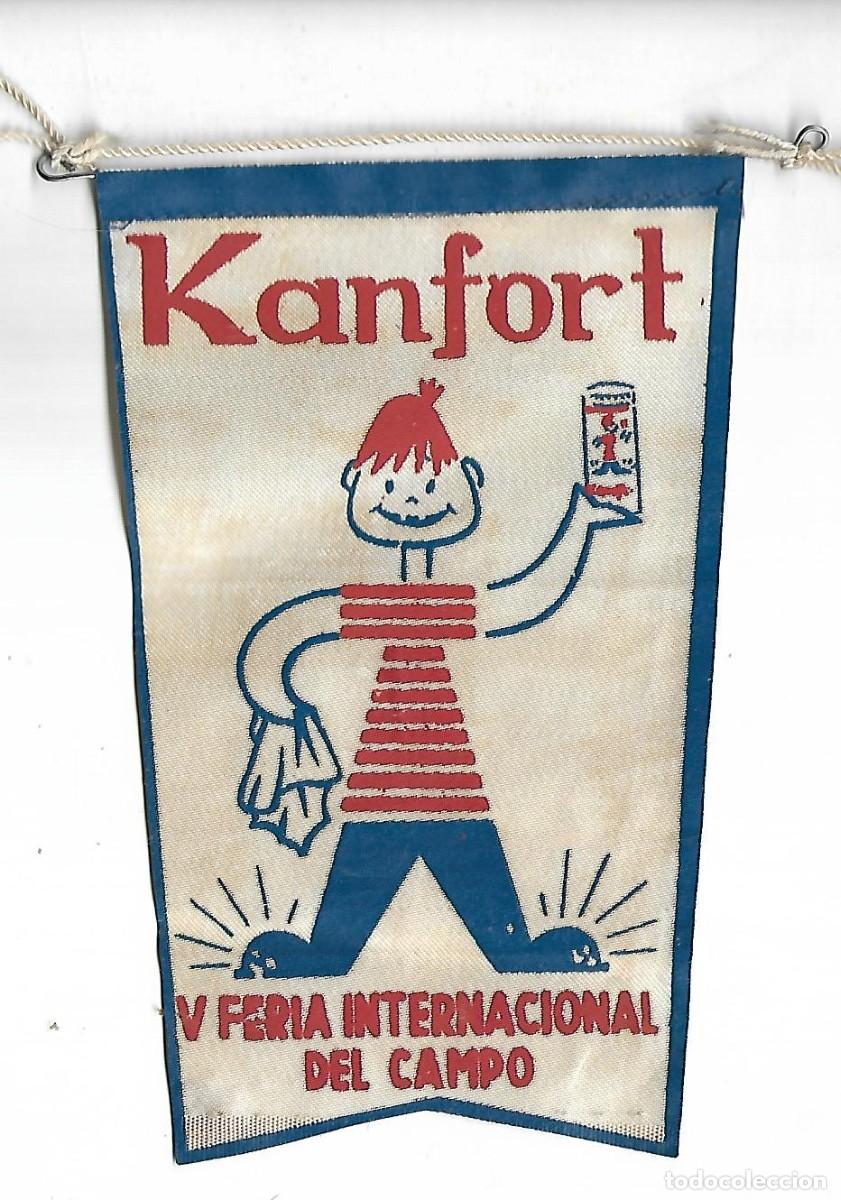 Kanfort
V FERIA INTERNACIONAL
DEL CAMPO
todocoleccion